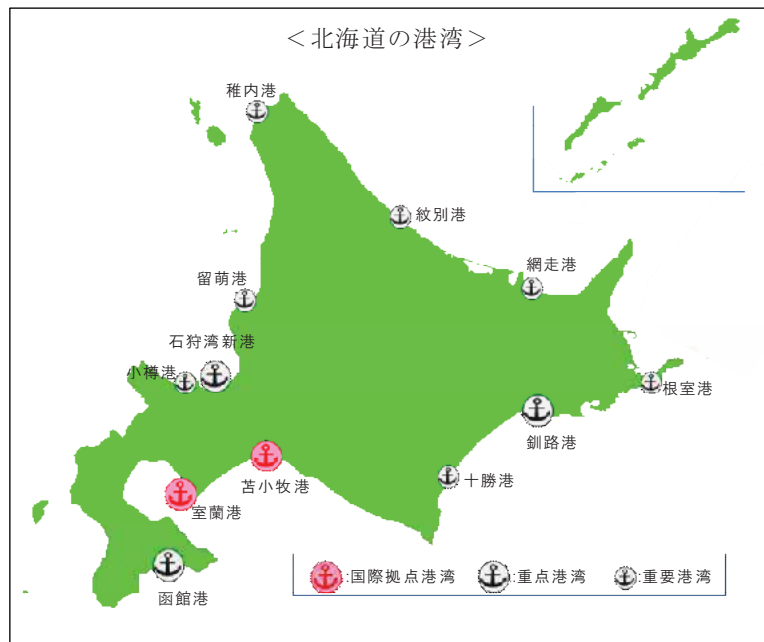 ＜北海道の港湾＞
稚内港
紋別港
網走港
留萌港
石狩湾新港
小樽港
根室港
釧路港
十勝港
苫小牧港
室蘭港
函館港
:国際拠点港湾
:重点港湾
:重要港湾